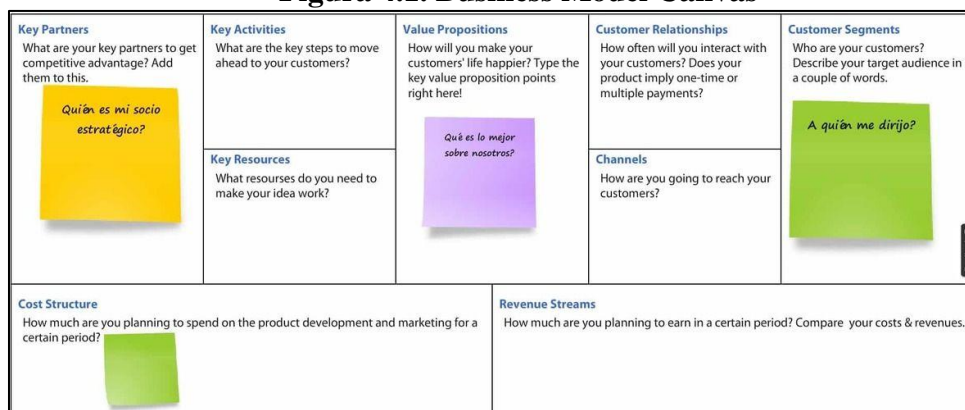 Figura 4.2. Business Model Canvas
Key Partners
What are your key partners to get
competitive advantage? Add
them to this.
Quién es mi socio
estratégico?
Key Activities
What are the key steps to move
ahead to your customers?
Key Resources
What resourses do you need to
make your idea work?
Value Propositions
How will you make your
customers' life happier? Type the
key value proposition points
right here!
Qué es lo mejor
sobre nosotros?
Customer Relationships
How often will you interact with
your customers? Does your
product imply one-time or
multiple payments?
Channels
How are you going to reach your
customers?
Customer Segments
Who are your customers?
Describe your target audience in
a couple of words.
A quién me dirijo?
Cost Structure
How much are you planning to spend on the product development and marketing for a
certain period?
Revenue Streams
How much are you planning to earn in a certain period? Compare your costs & revenues.